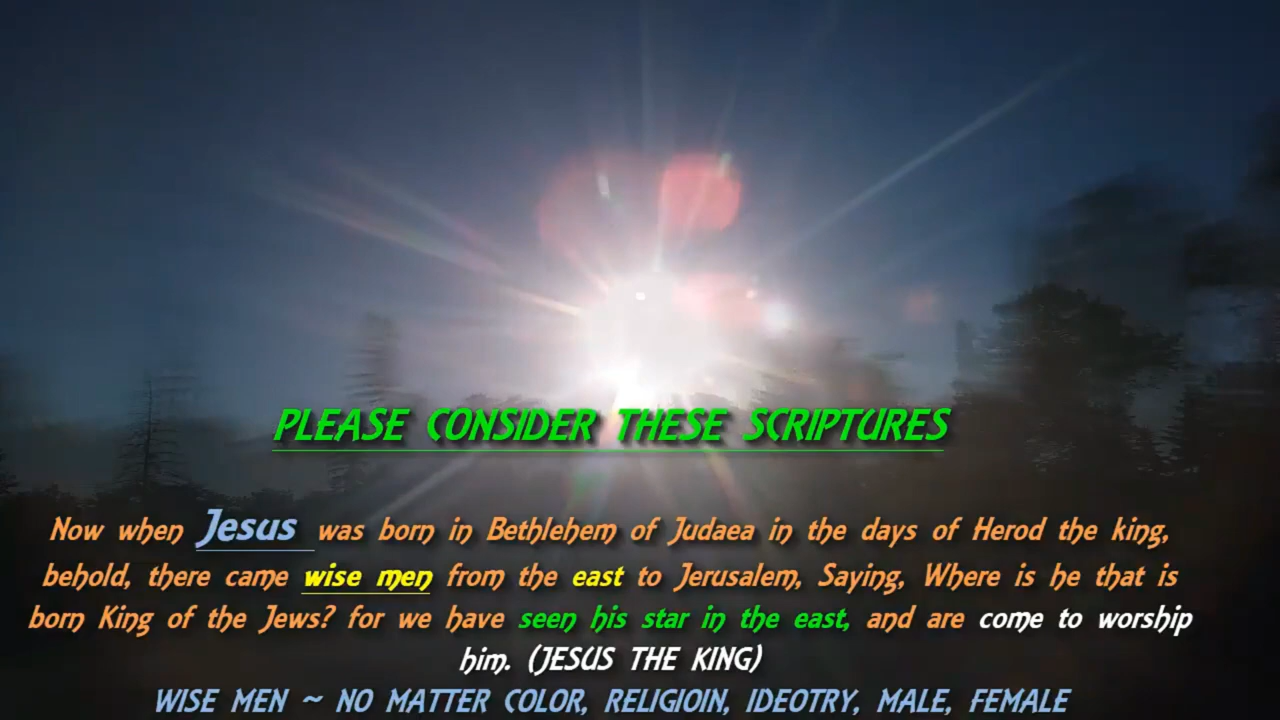 PLEASE CONSIDER THESE SCRIPTURES
Now when Jesus was born in Bethlehem of Judaea in the days of Herod the king,
behold, there came wise men from the east to Jerusalem, Saying, Where is he that is
born King of the Jews? for we have seen his star in the east, and are come to worship
him. (JESUS THE KING)
WISE MEN ~ NO MATTER COLOR, RELIGIOIN, IDEOTRY, MALE, FEMALE